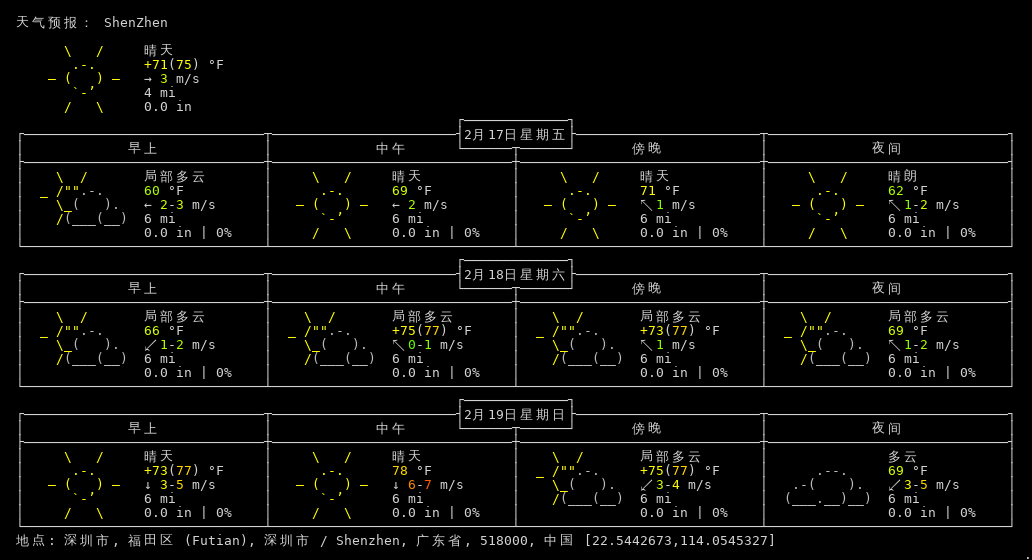 天气预报: ShenZhen
晴天
+71(75) °F
→ 3 m/s
4 mi
0.0 in
2月17日星期五
早上 中午 傍晚 夜间
局部多云 晴天 晴天 晴朗
60 °F 69 °F 71 °F 62 °F
← 2-3 m/s ← 2 m/s ↖ 1 m/s ↖ 1-2 m/s
6 mi 6 mi 6 mi 6 mi
0.0 in | 0% 0.0 in | 0% 0.0 in | 0% 0.0 in | 0%
2月18日星期六
早上 中午 傍晚 夜间
局部多云 局部多云 局部多云 局部多云
66 °F +75(77) °F +73(77) °F 69 °F
↙ 1-2 m/s ↖ 0-1 m/s ↖ 1 m/s ↖ 1-2 m/s
6 mi 6 mi 6 mi 6 mi
0.0 in | 0% 0.0 in | 0% 0.0 in | 0% 0.0 in | 0%
2月19日星期日
早上 中午 傍晚 夜间
晴天 晴天 局部多云 多云
+73(77) °F 78 °F +75(77) °F 69 °F
↓ 3-5 m/s ↓ 6-7 m/s ↙ 3-4 m/s ↙ 3-5 m/s
6 mi 6 mi 6 mi 6 mi
0.0 in | 0% 0.0 in | 0% 0.0 in | 0% 0.0 in | 0%
地点: 深圳市, 福田区 (Futian), 深圳市 / Shenzhen, 广东省, 518000, 中国 [22.5442673,114.0545327]